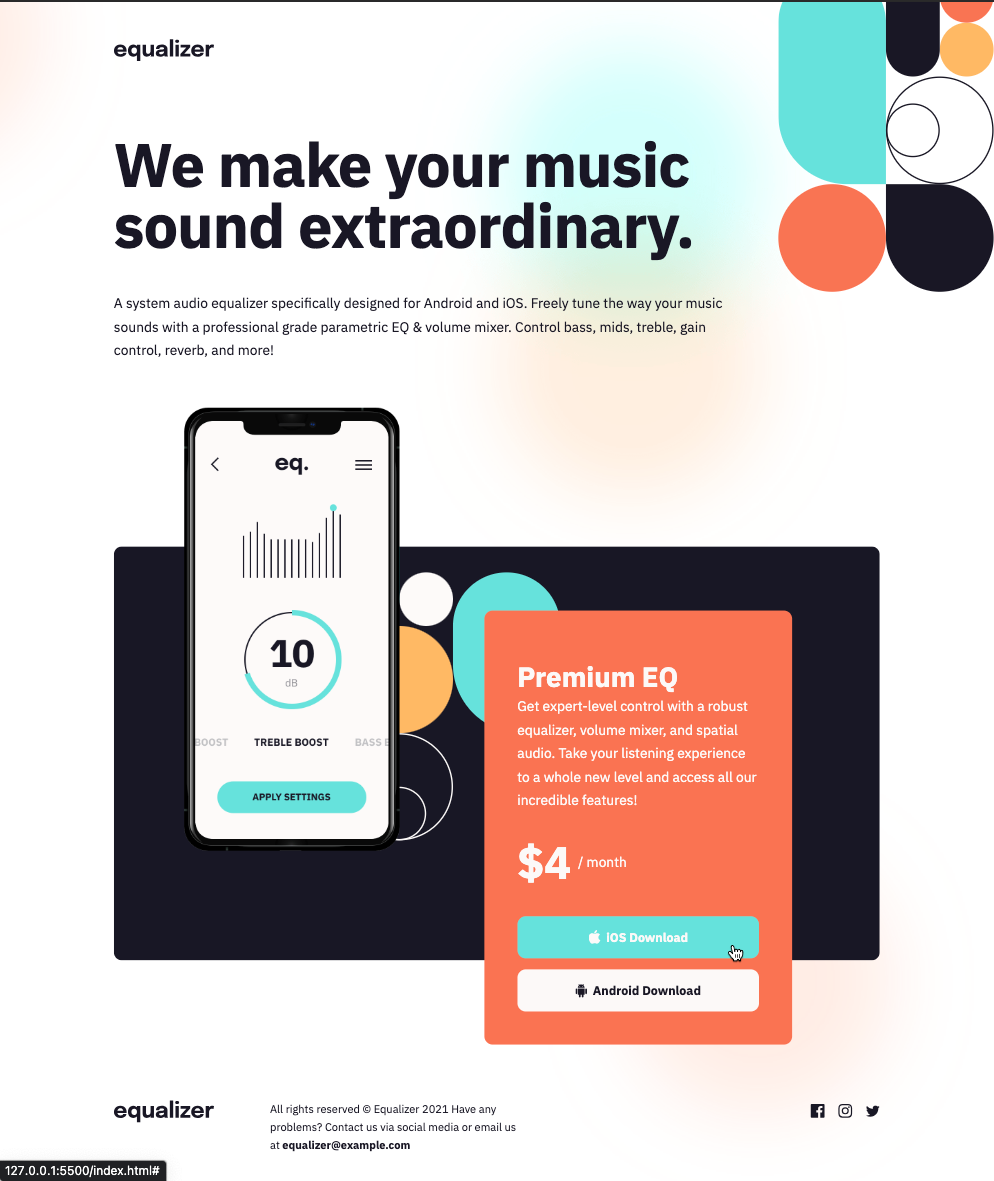 equalizer
We make your music
sound extraordinary.
A system audio equalizer specifically designed for Android and iOS. Freely tune the way your music
sounds with a professional grade parametric EQ & volume mixer. Control bass, mids, treble, gain
control, reverb, and more!
eq.
10
dB
BOOST TREBLE BOOST BASS B
APPLY SETTINGS
Premium EQ
Get expert-level control with a robust
equalizer, volume mixer, and spatial
audio. Take your listening experience
to a whole new level and access all our
incredible features!
$4 / month
iOS Download
Android Download
equalizer
All rights reserved © Equalizer 2021 Have any
problems? Contact us via social media or email us
at equalizer@example.com
127.0.0.1:5500/index.html#